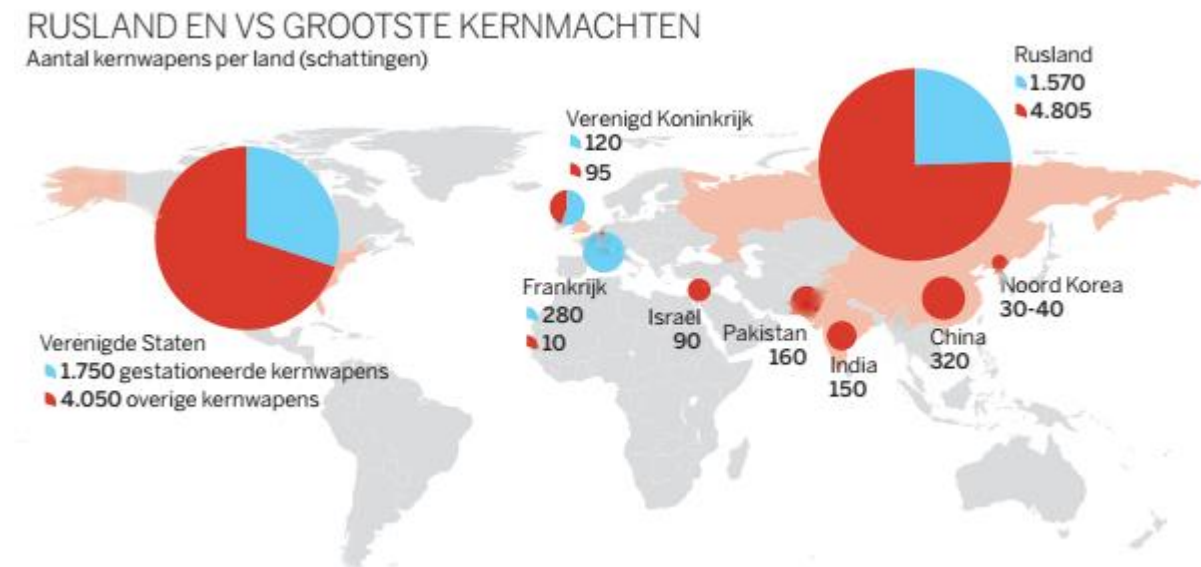 RUSLAND EN VS GROOTSTE KERNMACHTEN
Aantal kernwapens per land (schattingen)
Rusland
1.570
4.805
Verenigd Koninkrijk
120
95
Frankrijk
280
10
Israël
90
Pakistan
160
India
150
China
320
Noord Korea
30-40
Verenigde Staten
1.750 gestationeerde kernwapens
4.050 overige kernwapens